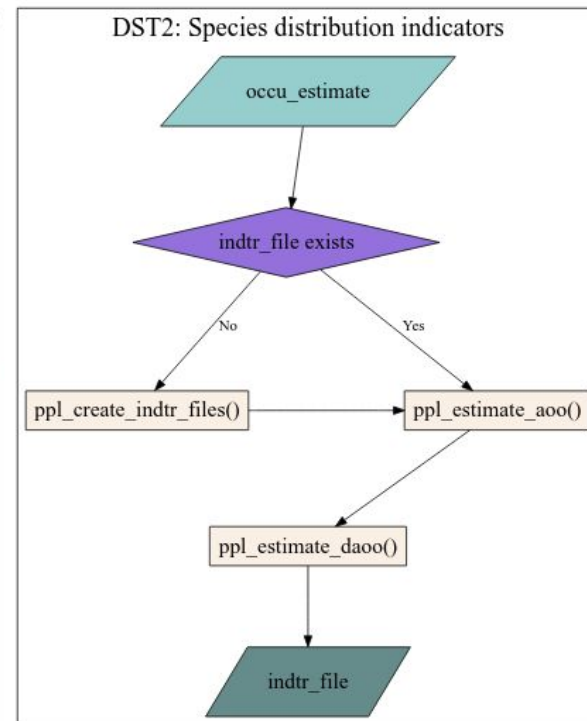 DST2: Species distribution indicators
occu_estimate
indtr_file exists
No
Yes
ppl_create_indtr_files()
ppl_estimate_aoo()
ppl_estimate_daoo()
indtr_file